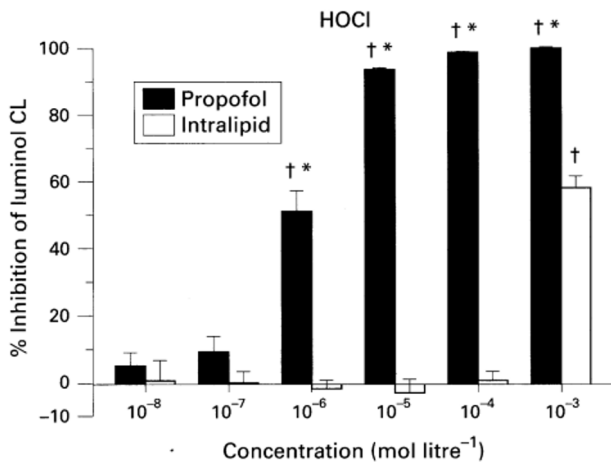 HOCl
100
80
60
40
20
0
−10
% Inhibition of luminol CL
Propofol
Intralipid
† *
† *
† *
† *
†
10⁻⁸ 10⁻⁷ 10⁻⁶ 10⁻⁵ 10⁻⁴ 10⁻³
Concentration (mol litre⁻¹)